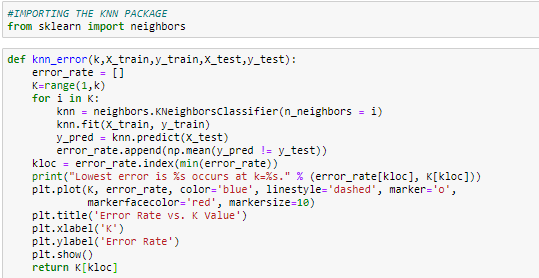 #IMPORTING THE KNN PACKAGE
from sklearn import neighbors
def knn_error(k,X_train,y_train,X_test,y_test):
    error_rate = []
    K=range(1,k)
    for i in K:
        knn = neighbors.KNeighborsClassifier(n_neighbors = i)
        knn.fit(X_train, y_train)
        y_pred = knn.predict(X_test)
        error_rate.append(np.mean(y_pred != y_test))
    kloc = error_rate.index(min(error_rate))
    print("Lowest error is %s occurs at k=%s." % (error_rate[kloc], K[kloc]))
    plt.plot(K, error_rate, color='blue', linestyle='dashed', marker='o',
             markerfacecolor='red', markersize=10)
    plt.title('Error Rate vs. K Value')
    plt.xlabel('K')
    plt.ylabel('Error Rate')
    plt.show()
    return K[kloc]